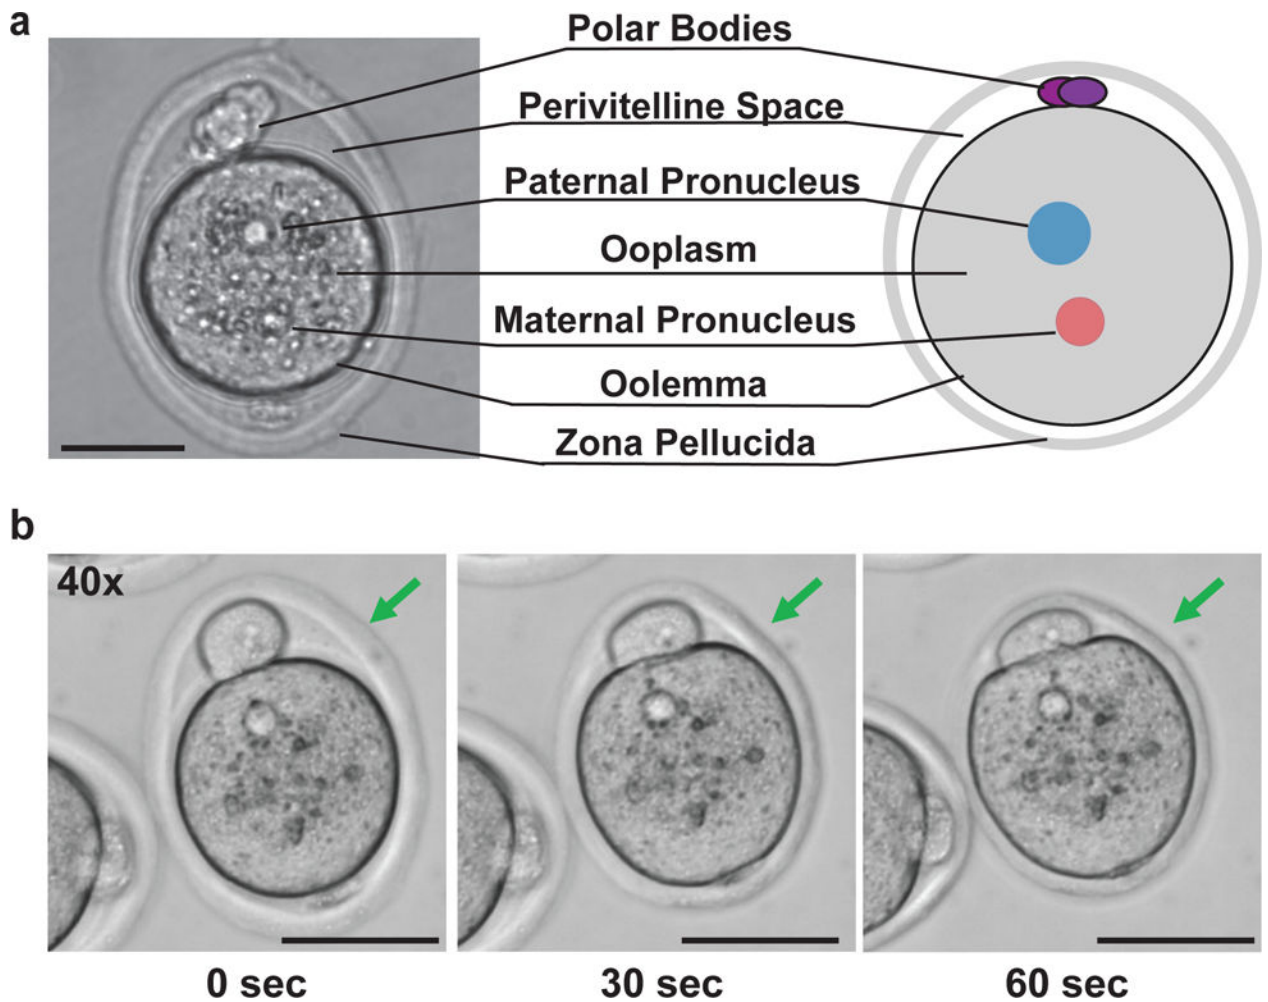 a
Polar Bodies
Perivitelline Space
Paternal Pronucleus
Ooplasm
Maternal Pronucleus
Oolemma
Zona Pellucida
b
40x
0 sec
30 sec
60 sec